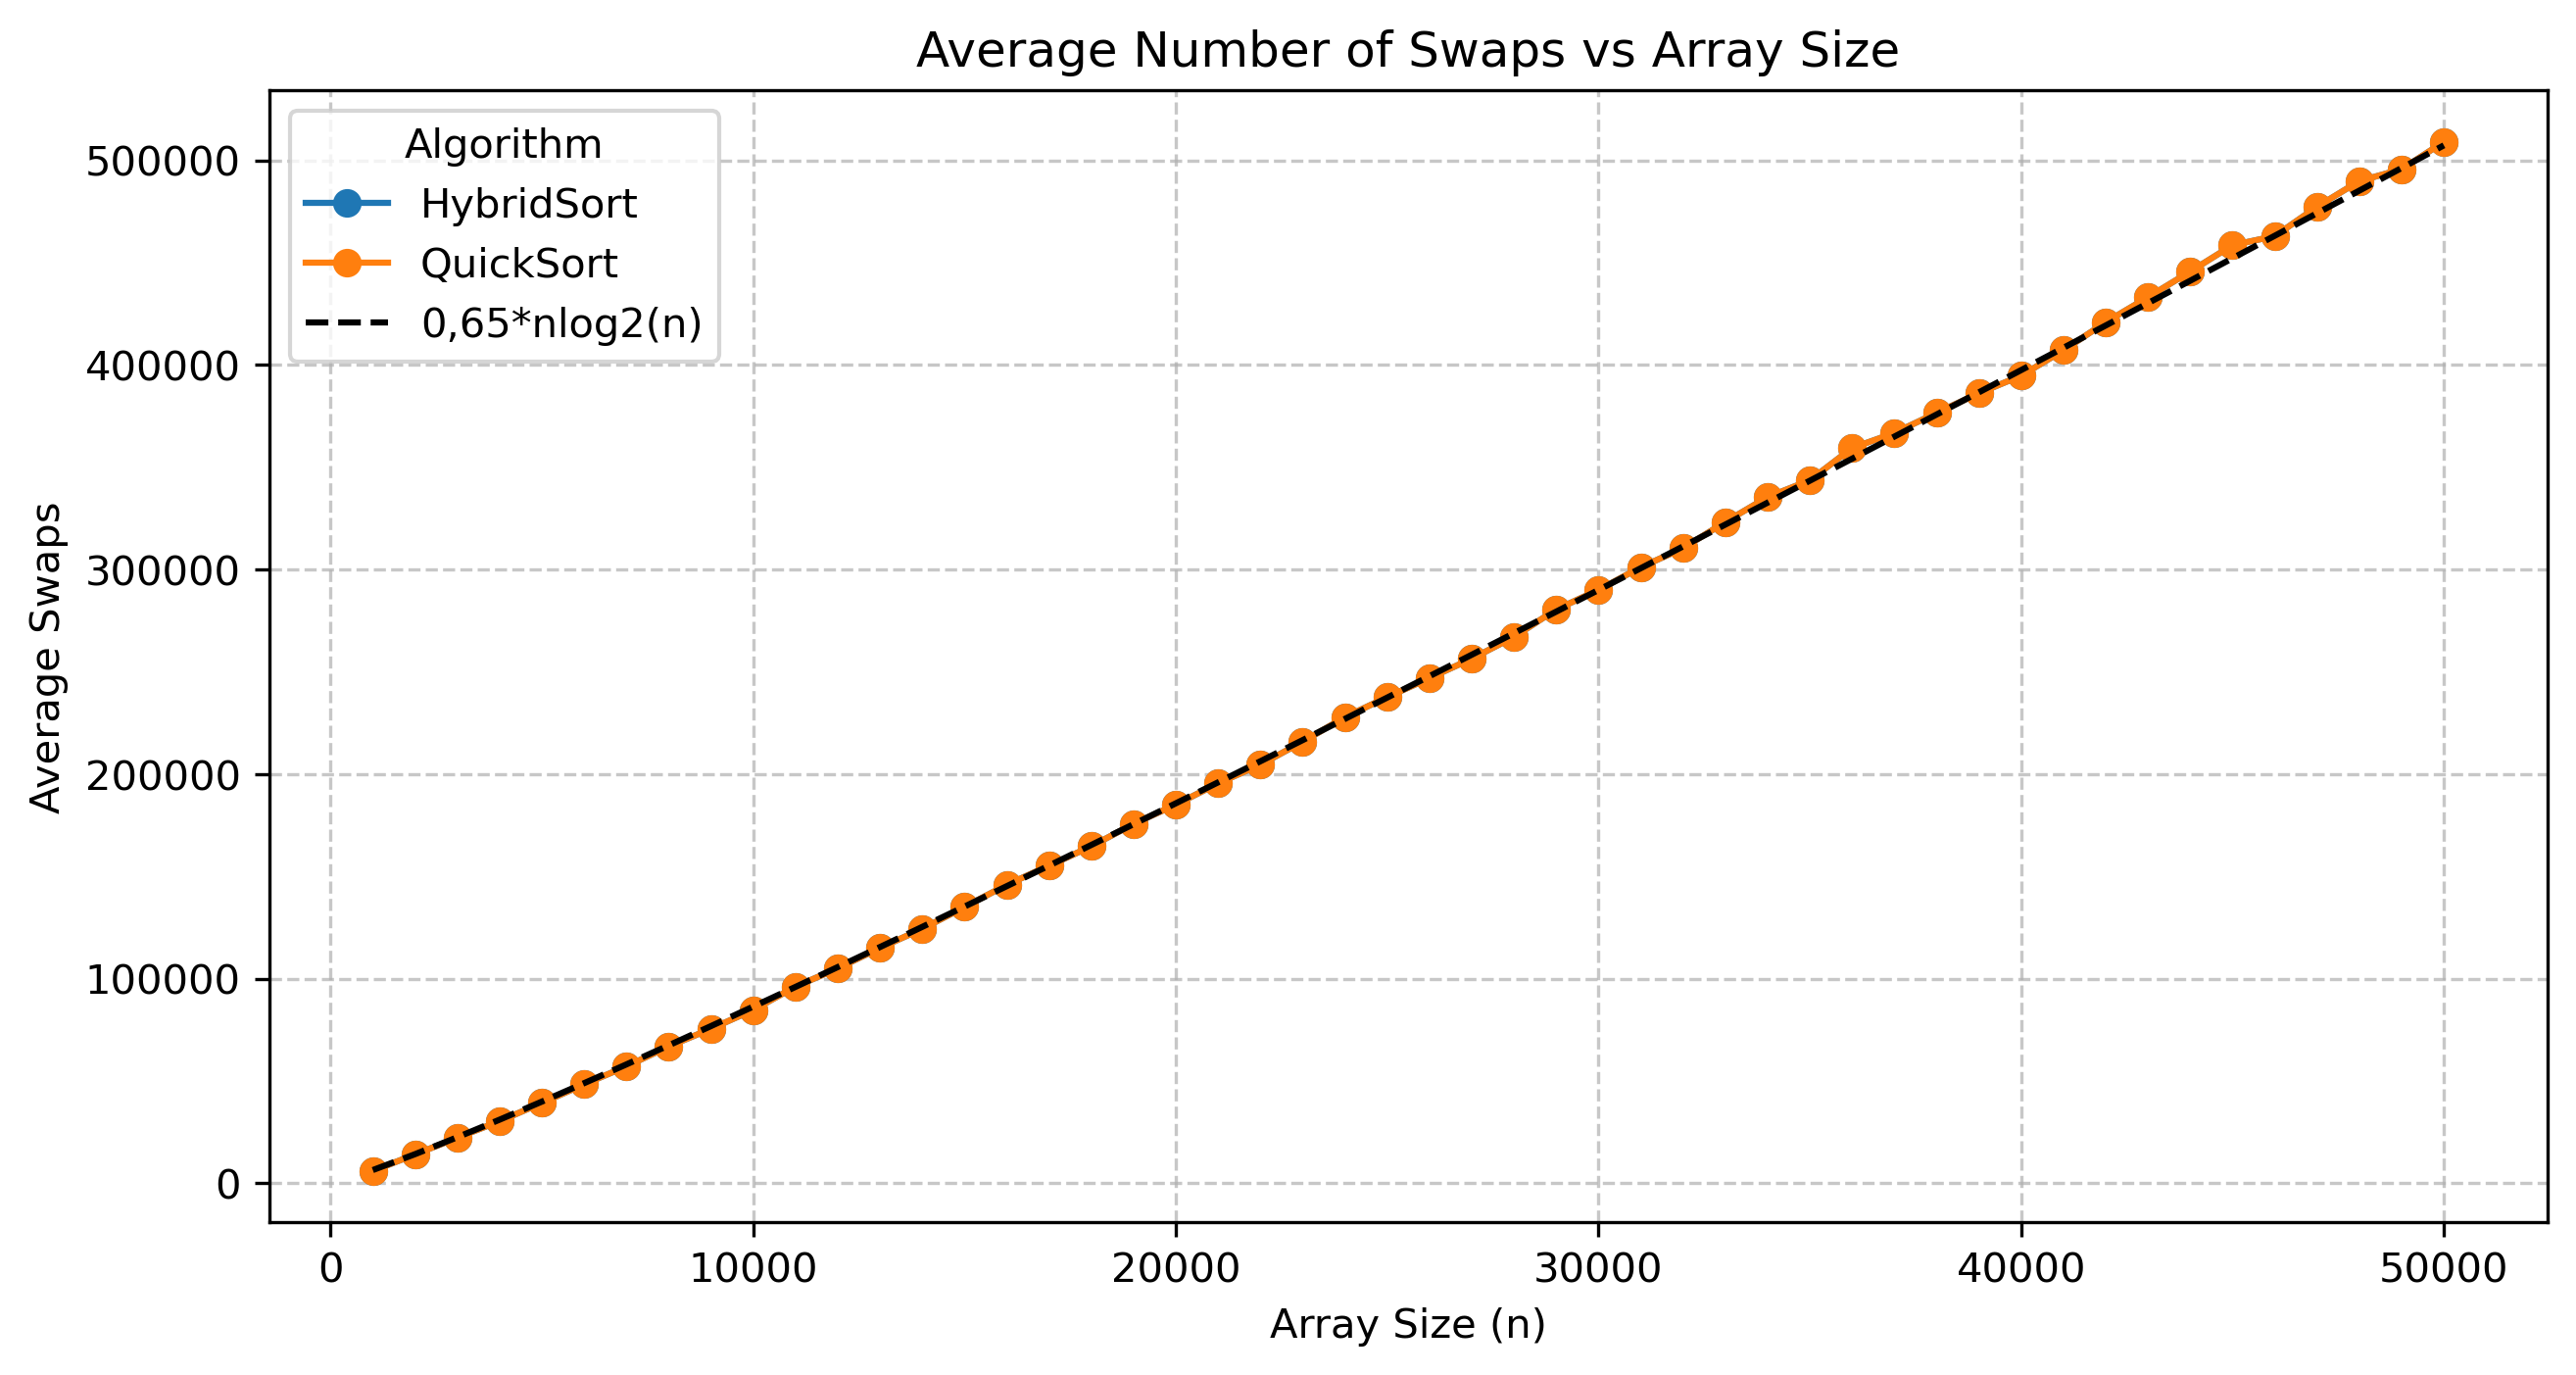 Average Number of Swaps vs Array Size
Algorithm
HybridSort
QuickSort
0,65*nlog2(n)
500000
400000
300000
200000
100000
0
Average Swaps
0 10000 20000 30000 40000 50000
Array Size (n)